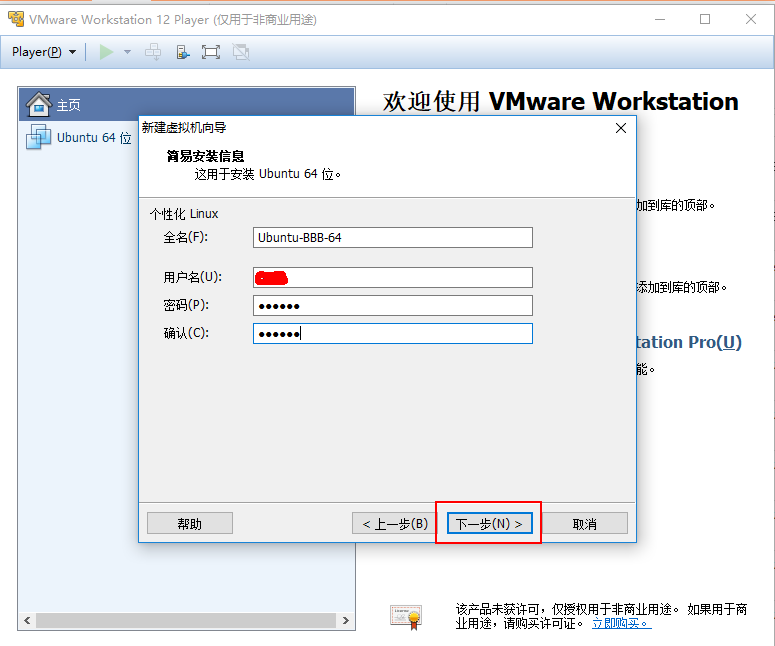 VMware Workstation 12 Player (仅用于非商业用途)
Player(P)
主页
Ubuntu 64 位
欢迎使用 VMware Workstation
加到库的顶部。
添加到库的顶部。
tation Pro(U)
能。
新建虚拟机向导
简易安装信息
这用于安装 Ubuntu 64 位。
个性化 Linux
全名(F):
Ubuntu-BBB-64
用户名(U):
密码(P):
●●●●●●
确认(C):
●●●●●●
帮助
< 上一步(B)
下一步(N) >
取消
该产品未获许可，仅授权用于非商业用途。 如果用于商
业用途，请购买许可证。 立即购买。